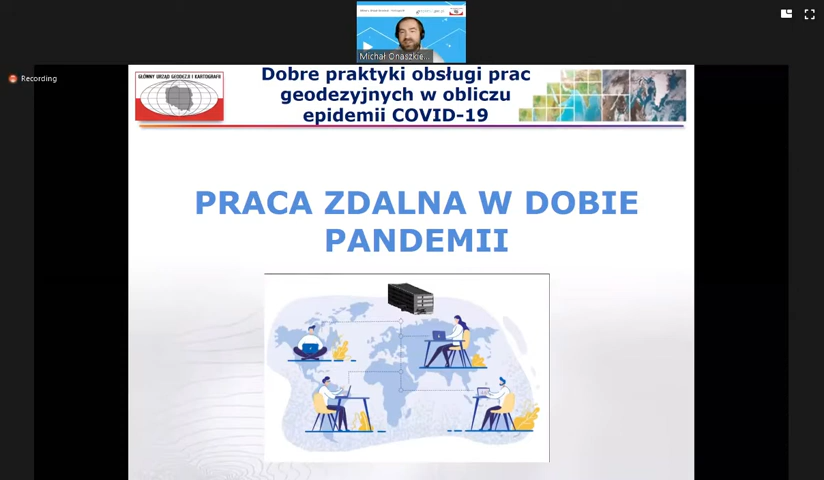 Michał Onaszkie...
Recording
GŁÓWNY URZĄD GEODEZJI I KARTOGRAFII
Dobre praktyki obsługi prac
geodezyjnych w obliczu
epidemii COVID-19
PRACA ZDALNA W DOBIE
PANDEMII